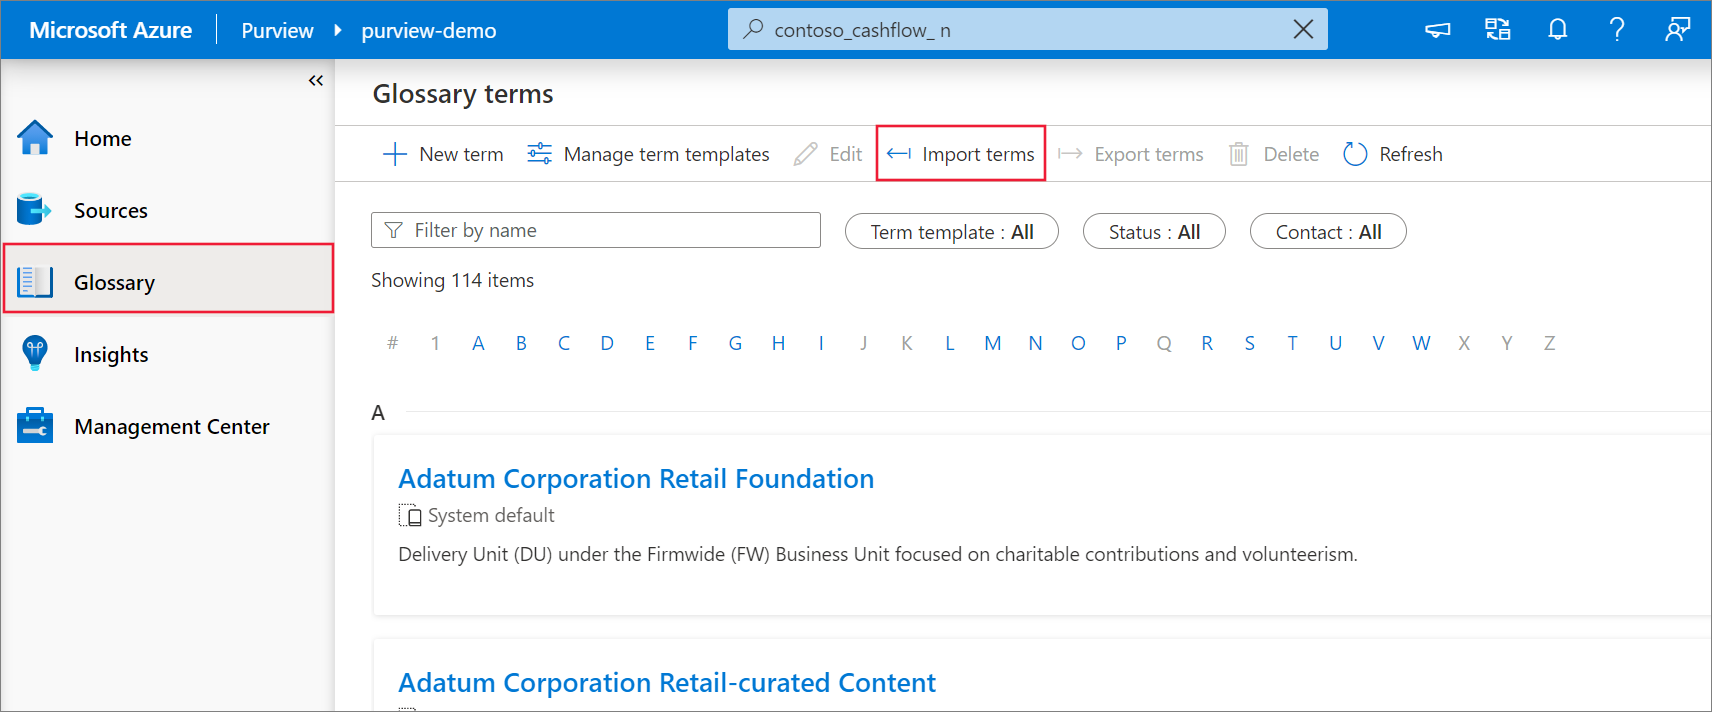 Microsoft Azure Purview purview-demo contoso_cashflow_ n
Glossary terms
Home
Sources
Glossary
Insights
Management Center
New term Manage term templates Edit Import terms Export terms Delete Refresh
Filter by name Term template : All Status : All Contact : All
Showing 114 items
# 1 A B C D E F G H I J K L M N O P Q R S T U V W X Y Z
A
Adatum Corporation Retail Foundation
System default
Delivery Unit (DU) under the Firmwide (FW) Business Unit focused on charitable contributions and volunteerism.
Adatum Corporation Retail-curated Content